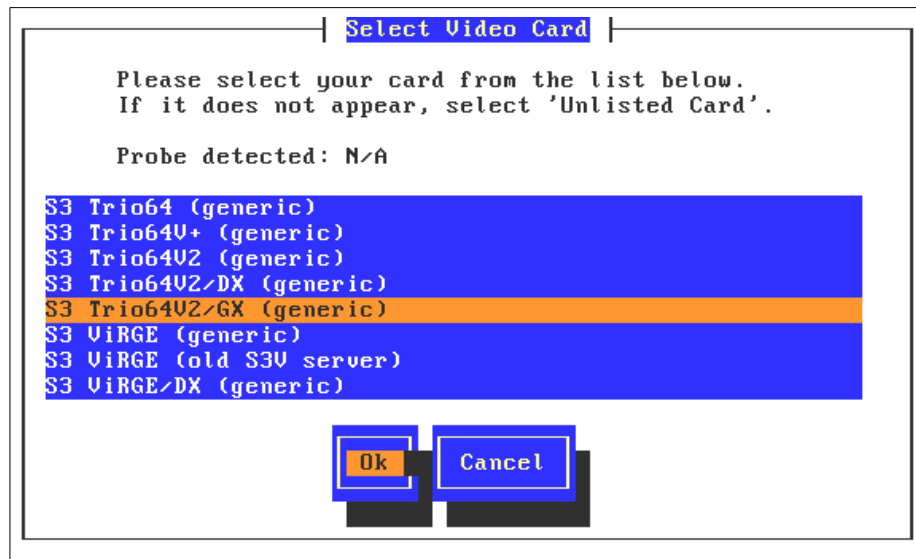 Select Video Card
Please select your card from the list below.
If it does not appear, select 'Unlisted Card'.
Probe detected: N/A
S3 Trio64 (generic)
S3 Trio64V+ (generic)
S3 Trio64V2 (generic)
S3 Trio64V2/DX (generic)
S3 Trio64V2/GX (generic)
S3 ViRGE (generic)
S3 ViRGE (old S3V server)
S3 ViRGE/DX (generic)
Ok Cancel